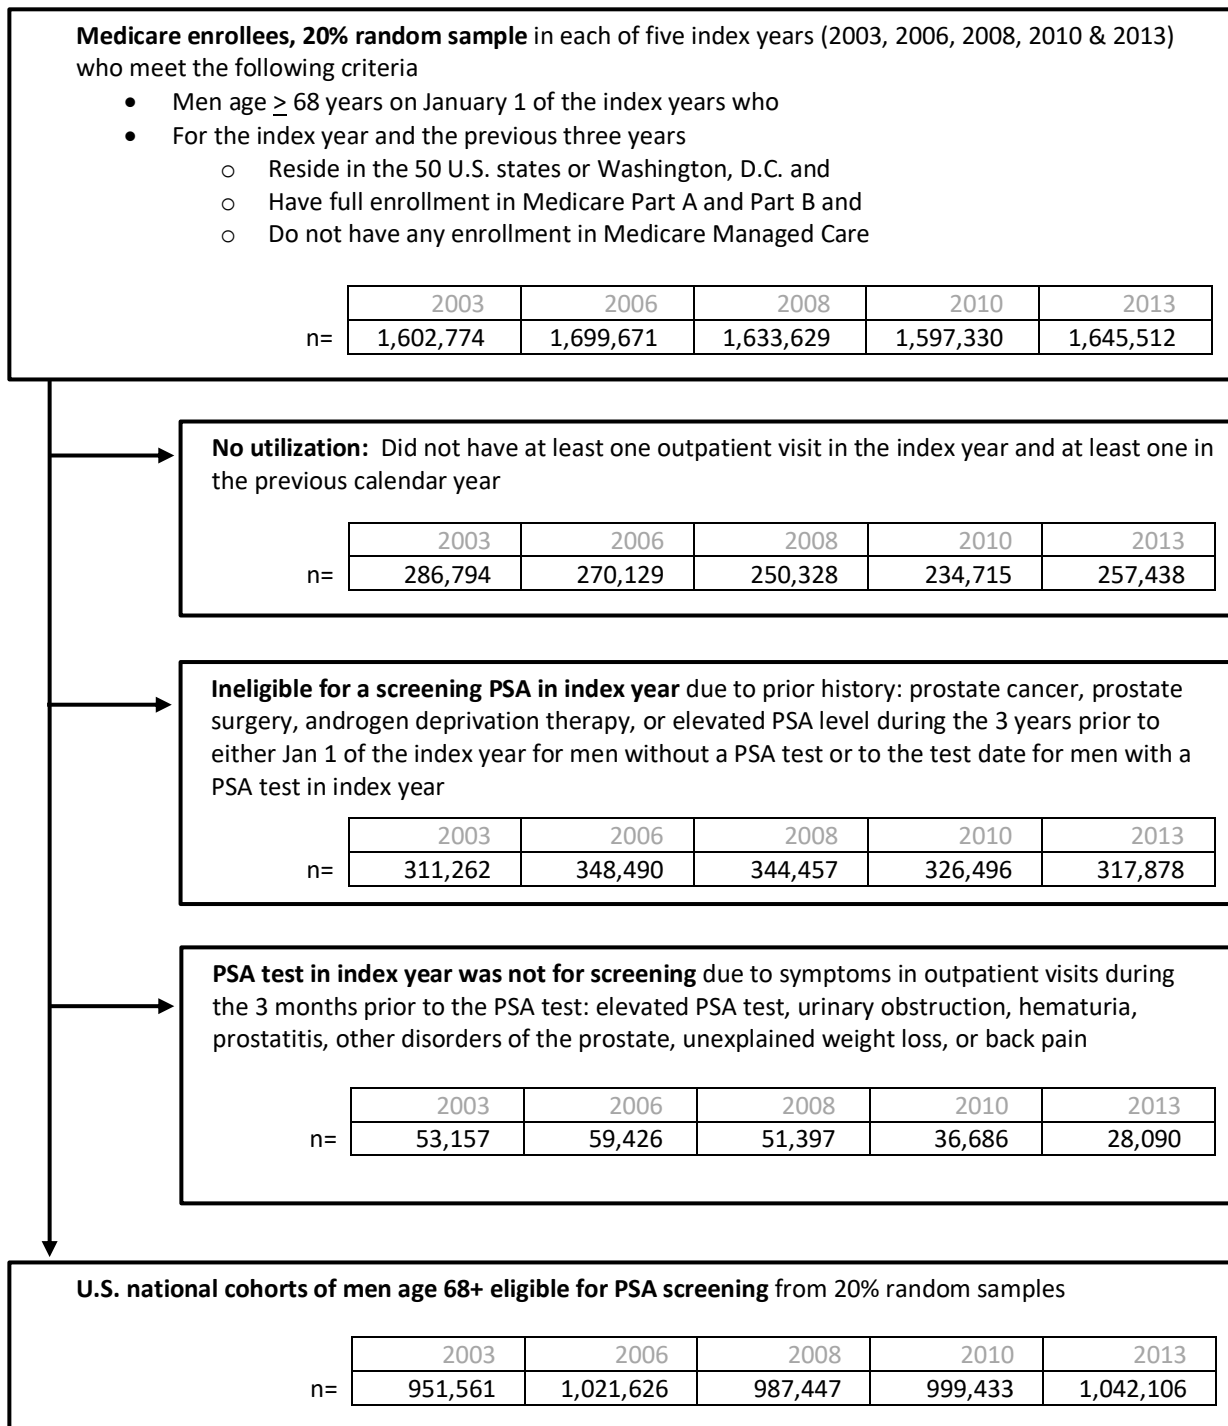 Medicare enrollees, 20% random sample in each of five index years (2003, 2006, 2008, 2010 & 2013)
who meet the following criteria
• Men age ≥ 68 years on January 1 of the index years who
• For the index year and the previous three years
o Reside in the 50 U.S. states or Washington, D.C. and
o Have full enrollment in Medicare Part A and Part B and
o Do not have any enrollment in Medicare Managed Care
2003 2006 2008 2010 2013
n= 1,602,774 1,699,671 1,633,629 1,597,330 1,645,512
No utilization: Did not have at least one outpatient visit in the index year and at least one in
the previous calendar year
2003 2006 2008 2010 2013
n= 286,794 270,129 250,328 234,715 257,438
Ineligible for a screening PSA in index year due to prior history: prostate cancer, prostate
surgery, androgen deprivation therapy, or elevated PSA level during the 3 years prior to
either Jan 1 of the index year for men without a PSA test or to the test date for men with a
PSA test in index year
2003 2006 2008 2010 2013
n= 311,262 348,490 344,457 326,496 317,878
PSA test in index year was not for screening due to symptoms in outpatient visits during
the 3 months prior to the PSA test: elevated PSA test, urinary obstruction, hematuria,
prostatitis, other disorders of the prostate, unexplained weight loss, or back pain
2003 2006 2008 2010 2013
n= 53,157 59,426 51,397 36,686 28,090
U.S. national cohorts of men age 68+ eligible for PSA screening from 20% random samples
2003 2006 2008 2010 2013
n= 951,561 1,021,626 987,447 999,433 1,042,106